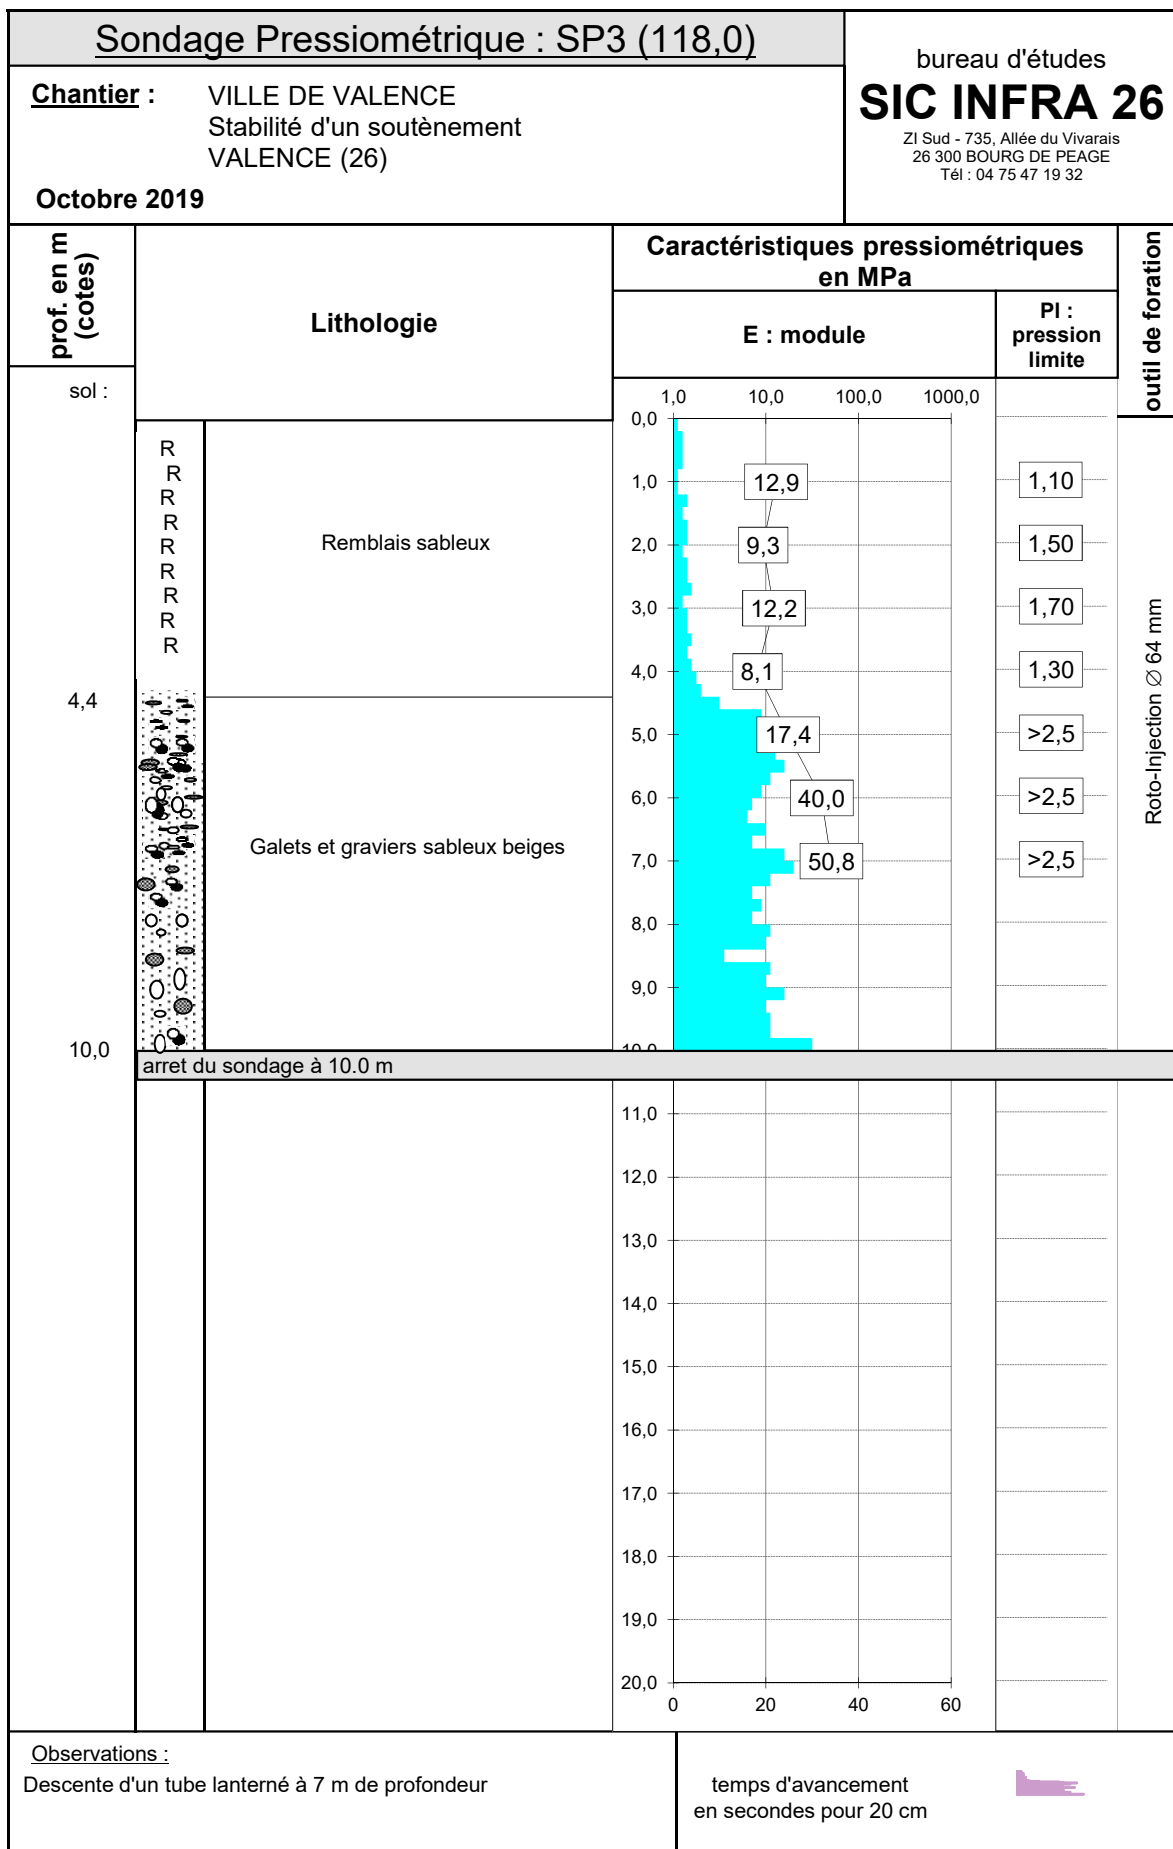 Sondage Pressiométrique : SP3 (118,0)
Chantier :
VILLE DE VALENCE
Stabilité d'un soutènement
VALENCE (26)
Octobre 2019
bureau d'études
SIC INFRA 26
ZI Sud - 735, Allée du Vivarais
26 300 BOURG DE PEAGE
Tél : 04 75 47 19 32
prof. en m
(cotes)
Lithologie
Caractéristiques pressiométriques
en MPa
E : module
Pl :
pression
limite
outil de foration
sol :
1,0 10,0 100,0 1000,0
0,0
R
R
R
R
R
R
R
R
R
Remblais sableux
1,0 12,9 1,10
2,0 9,3 1,50
3,0 12,2 1,70
4,0 8,1 1,30
4,4
5,0 17,4 >2,5
6,0 40,0 >2,5
Galets et graviers sableux beiges
7,0 50,8 >2,5
8,0
9,0
10,0
10,0
Roto-Injection ∅ 64 mm
arret du sondage à 10.0 m
11,0
12,0
13,0
14,0
15,0
16,0
17,0
18,0
19,0
20,0
0 20 40 60
Observations :
Descente d'un tube lanterné à 7 m de profondeur
temps d'avancement
en secondes pour 20 cm